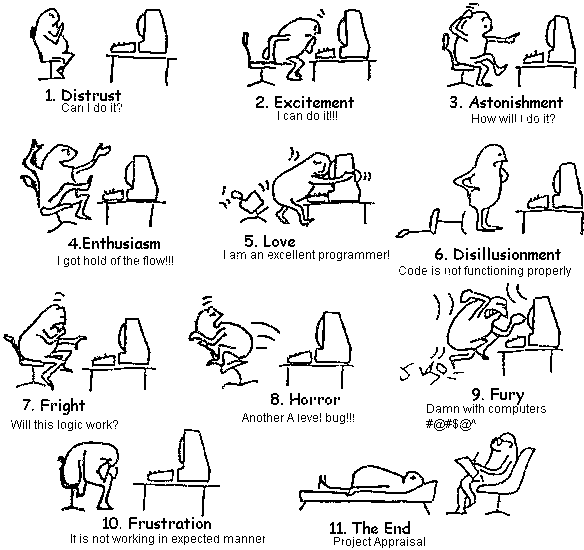 1. Distrust
Can I do it?
2. Excitement
I can do it!!!
3. Astonishment
How will I do it?
4.Enthusiasm
I got hold of the flow!!!
5. Love
I am an excellent programmer!
6. Disillusionment
Code is not functioning properly
7. Fright
Will this logic work?
8. Horror
Another A level bug!!!
9. Fury
Damn with computers
#@#$@^
10. Frustration
It is not working in expected manner
11. The End
Project Appraisal